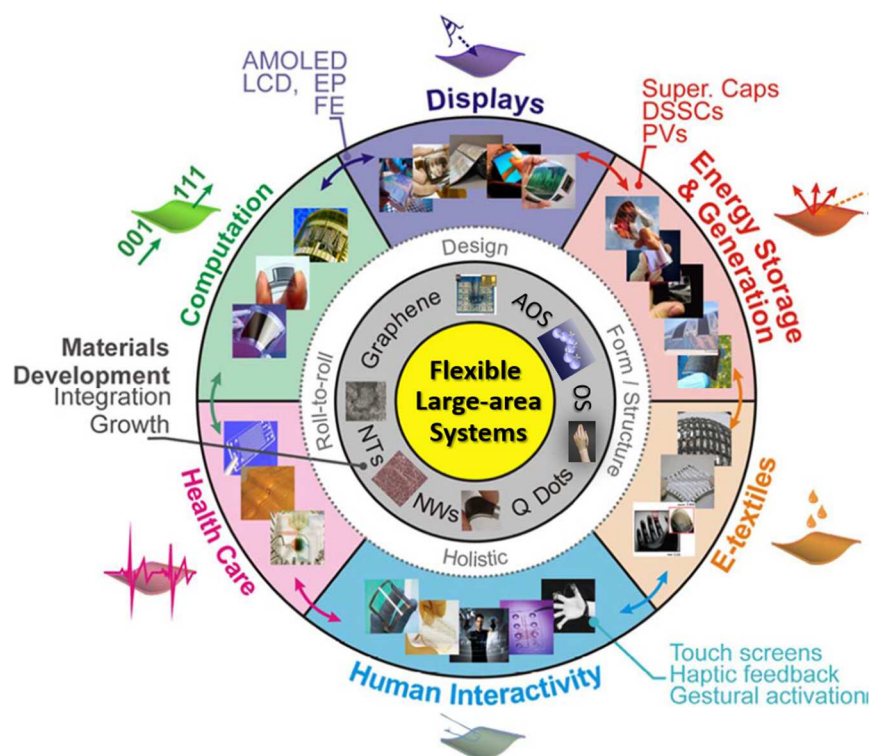 AMOLED
LCD, EP
FE
Displays
Super. Caps
DSSCs
PVs
Energy Storage
& Generation
111
001
Computation
Design
Graphene
AOS
Form / Structure
Roll-to-roll
Materials
Development
Integration
Growth
Flexible
Large-area
Systems
OS
NTs
NWs
Q Dots
Holistic
Health Care
E-textiles
Human Interactivity
Touch screens
Haptic feedback
Gestural activation